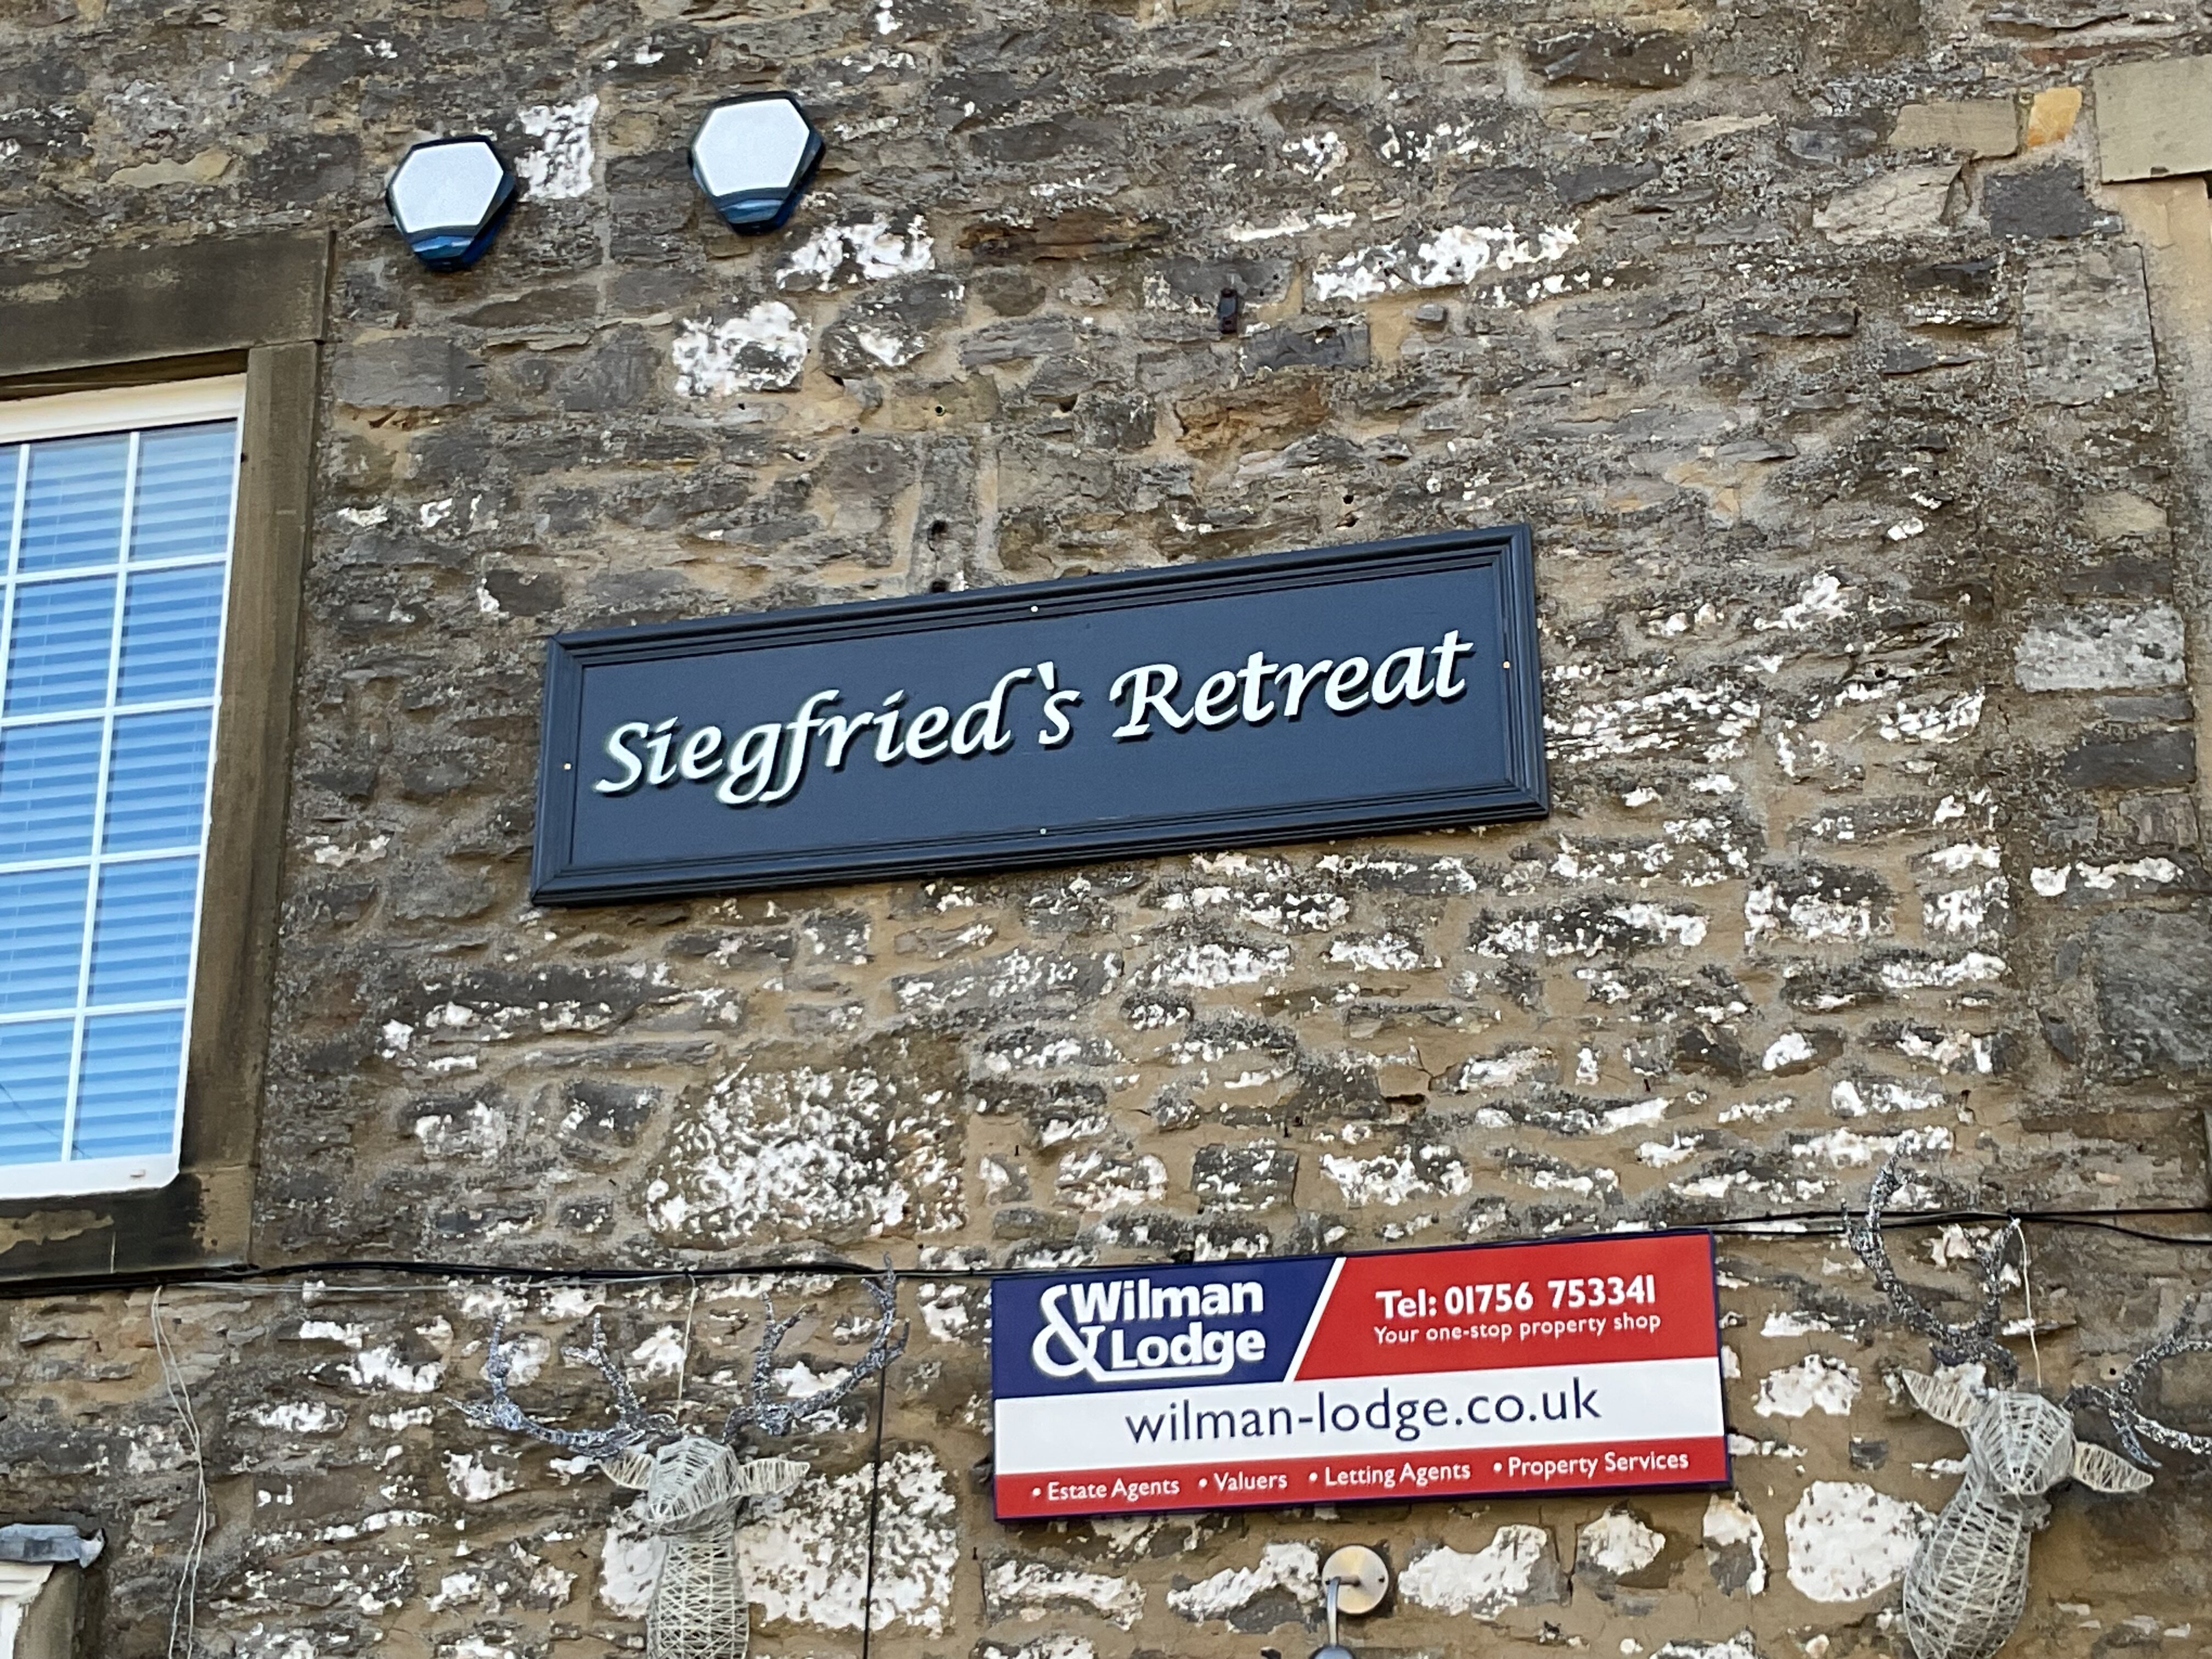 Siegfried's Retreat
Wilman
& Lodge
Tel: 01756 753341
Your one-stop property shop
wilman-lodge.co.uk
• Estate Agents • Valuers • Letting Agents • Property Services